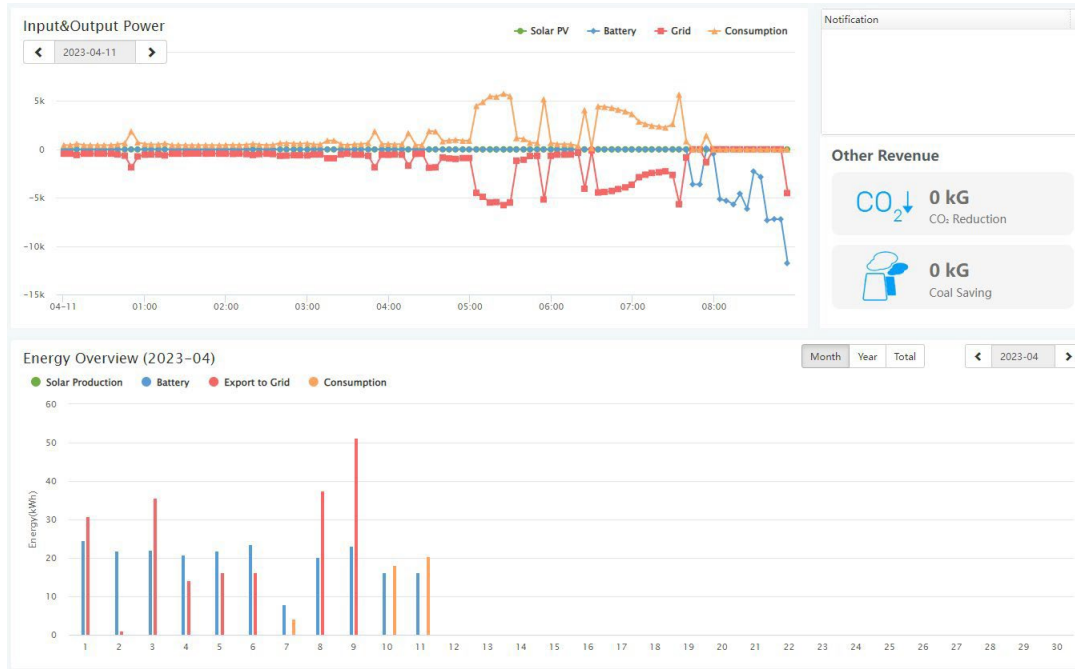 Input&Output Power
2023-04-11
Solar PV Battery Grid Consumption
5k
0
-5k
-10k
-15k
04-11 01:00 02:00 03:00 04:00 05:00 06:00 07:00 08:00
Notification
Other Revenue
CO₂
0 kG
CO₂ Reduction
0 kG
Coal Saving
Energy Overview (2023-04)
Month Year Total
2023-04
Solar Production Battery Export to Grid Consumption
Energy(kWh)
60
50
40
30
20
10
0
1 2 3 4 5 6 7 8 9 10 11 12 13 14 15 16 17 18 19 20 21 22 23 24 25 26 27 28 29 30